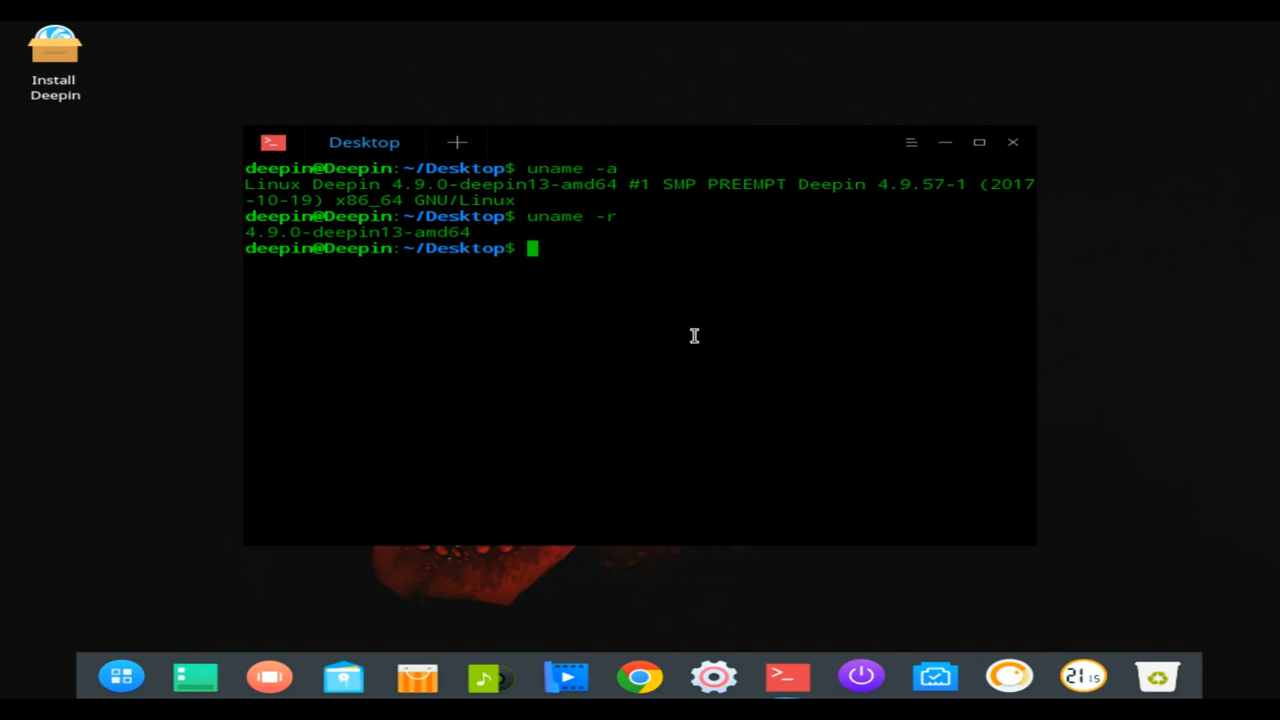 Install
Deepin
>_ Desktop
deepin@Deepin:~/Desktop$ uname -a
Linux Deepin 4.9.0-deepin13-amd64 #1 SMP PREEMPT Deepin 4.9.57-1 (2017
-10-19) x86_64 GNU/Linux
deepin@Deepin:~/Desktop$ uname -r
4.9.0-deepin13-amd64
deepin@Deepin:~/Desktop$
>_
21:15